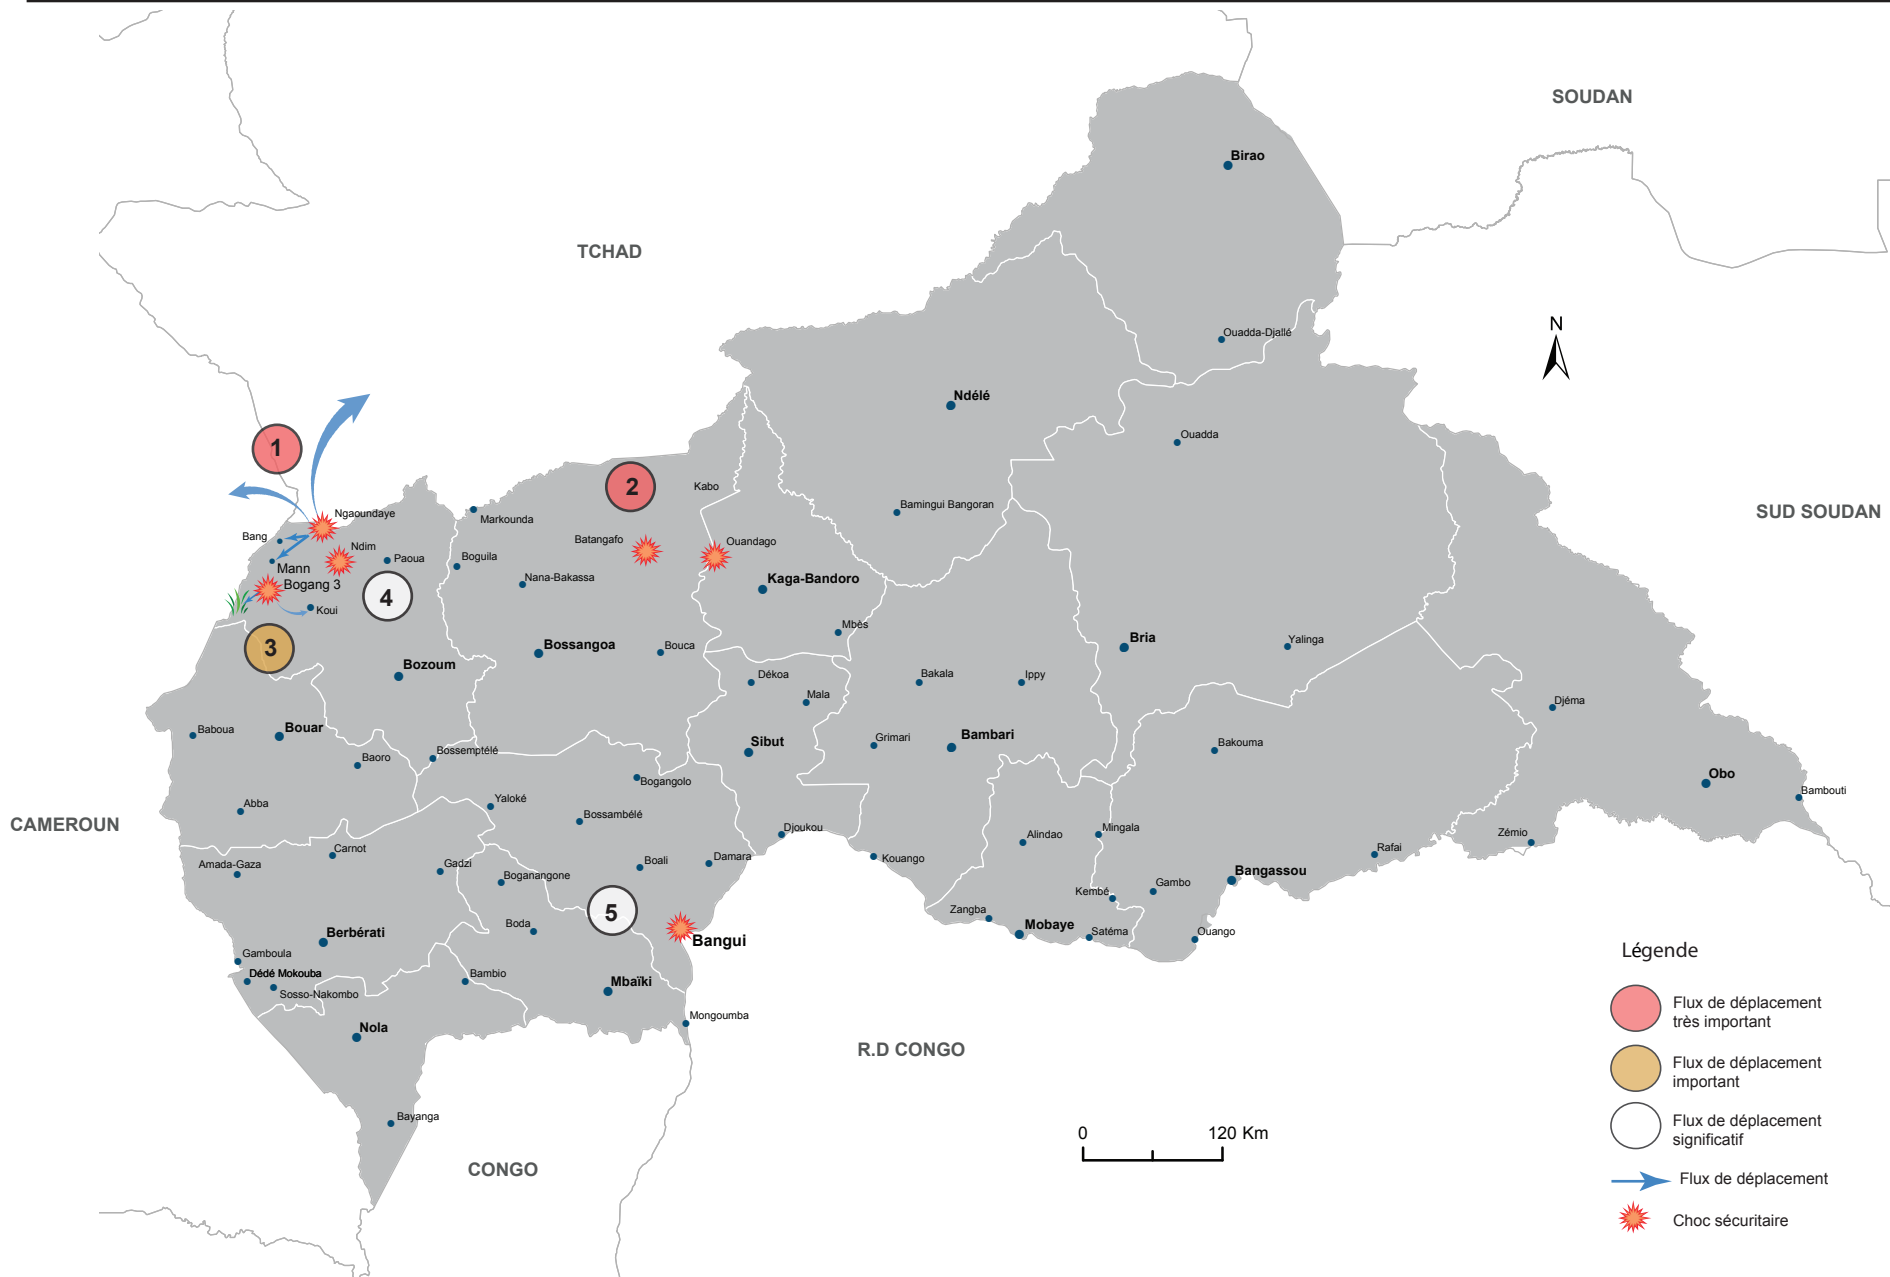 SOUDAN
Birao
TCHAD
N
Ouadda-Djallé
Ndélé
Ouadda
1
2
Kabo
Bamingui Bangoran
SUD SOUDAN
Ngaoundaye
Markounda
Bang
Batangafo
Ouandago
Ndim
Paoua
Boguila
Mann
Nana-Bakassa
Kaga-Bandoro
Bogang 3
4
Koui
Mbès
3
Bossangoa
Bouca
Bria
Yalinga
Bozoum
Dékoa
Bakala
Ippy
Mala
Djéma
Baboua
Bouar
Sibut
Grimari
Bambari
Bakouma
Baoro
Bossemptélé
Bogangolo
Obo
Bambouti
Abba
Yaloké
Bossambélé
CAMEROUN
Djoukou
Alindao
Mingala
Zémio
Carnot
Rafai
Amada-Gaza
Gadzi
Boali
Damara
Kouango
Boganangone
Bangassou
Gambo
Kembé
5
Zangba
Boda
Mobaye
Satéma
Ouango
Berbérati
Bangui
Gamboula
Légende
Dédé Mokouba
Sosso-Nakombo
Bambio
Mbaïki
Flux de déplacement
très important
Nola
Mongoumba
R.D CONGO
Flux de déplacement
important
Bayanga
Flux de déplacement
significatif
0
120 Km
CONGO
Flux de déplacement
Choc sécuritaire